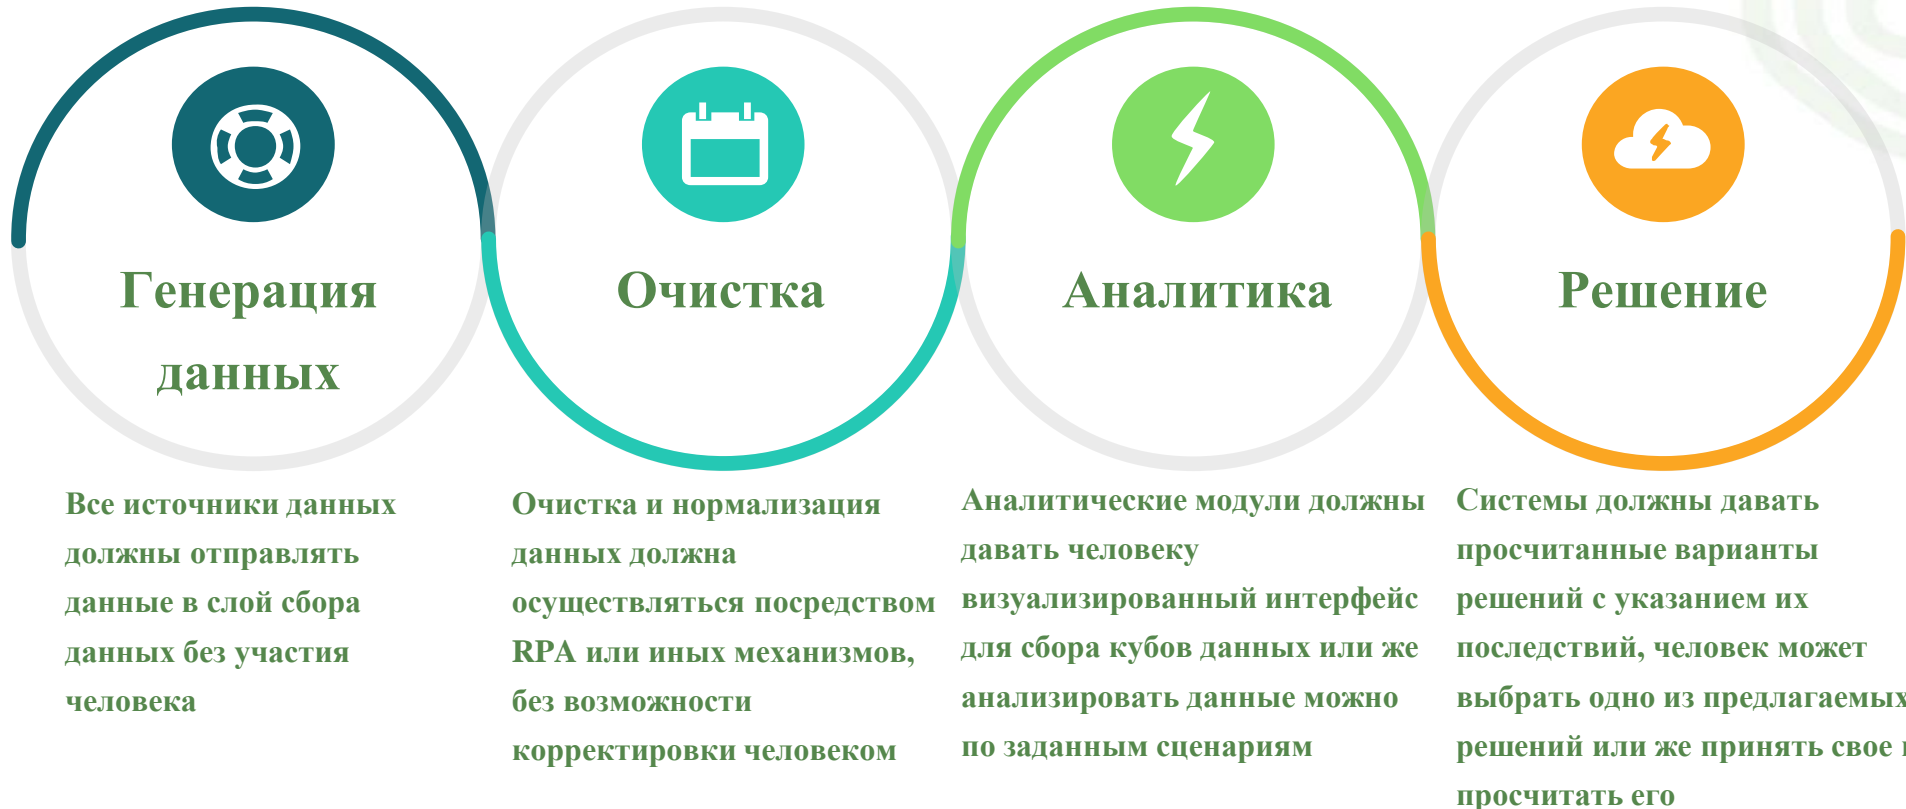 Генерация
данных
Очистка
Аналитика
Решение
Все источники данных
должны отправлять
данные в слой сбора
данных без участия
человека
Очистка и нормализация
данных должна
осуществляться посредством
RPA или иных механизмов,
без возможности
корректировки человеком
Аналитические модули должны
давать человеку
визуализированный интерфейс
для сбора кубов данных или же
анализировать данные можно
по заданным сценариям
Системы должны давать
просчитанные варианты
решений с указанием их
последствий, человек может
выбрать одно из предлагаемых
решений или же принять свое
просчитать его